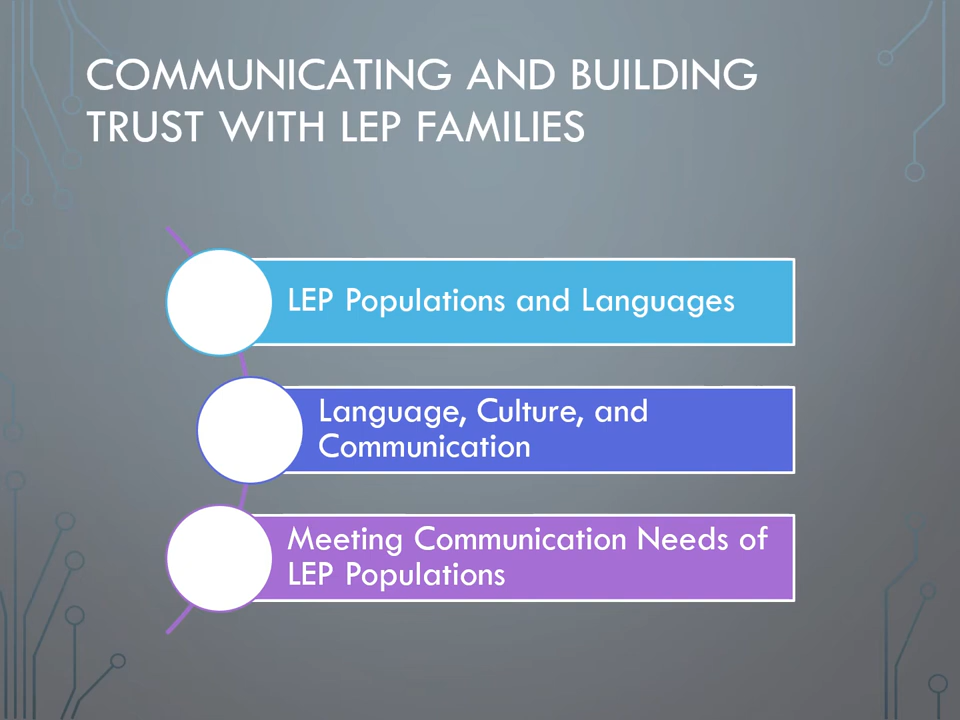 COMMUNICATING AND BUILDING
TRUST WITH LEP FAMILIES
LEP Populations and Languages
Language, Culture, and
Communication
Meeting Communication Needs of
LEP Populations